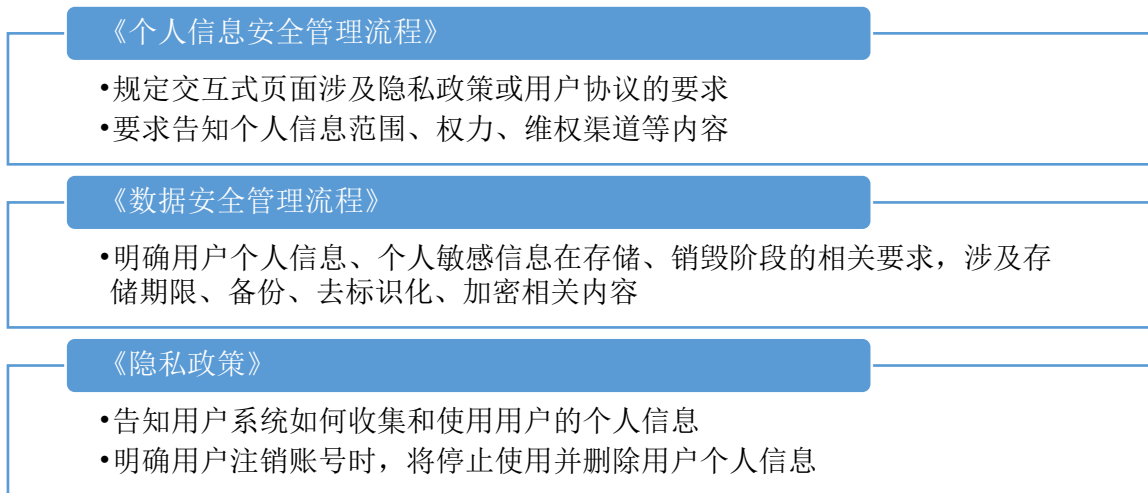 《个人信息安全管理流程》
•规定交互式页面涉及隐私政策或用户协议的要求
•要求告知个人信息范围、权力、维权渠道等内容
《数据安全管理流程》
•明确用户个人信息、个人敏感信息在存储、销毁阶段的相关要求，涉及存
储期限、备份、去标识化、加密相关内容
《隐私政策》
•告知用户系统如何收集和使用用户的个人信息
•明确用户注销账号时，将停止使用并删除用户个人信息